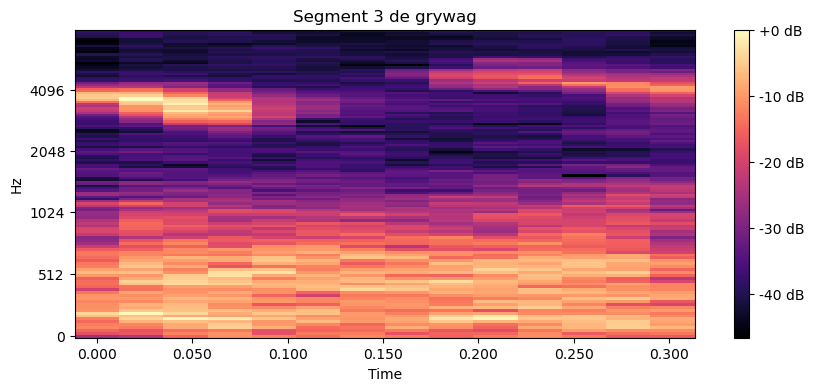 Segment 3 de grywag
+0 dB
4096
-10 dB
2048
-20 dB
Hz
1024
-30 dB
512
-40 dB
0
0.000 0.050 0.100 0.150 0.200 0.250 0.300
Time